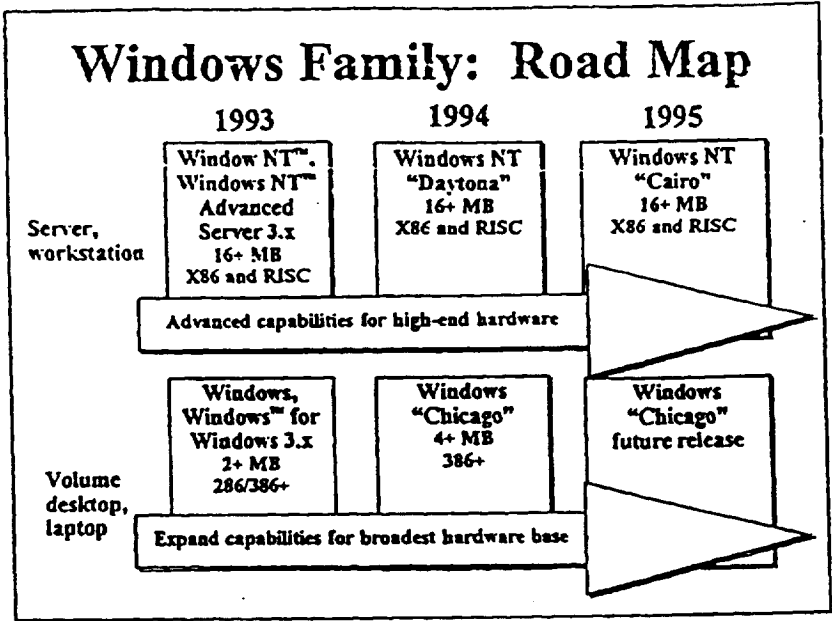 Windows Family: Road Map
1993
1994
1995
Server,
workstation
Window NT™.
Windows NT™
Advanced
Server 3.x
16+ MB
X86 and RISC
Windows NT
“Daytona”
16+ MB
X86 and RISC
Windows NT
“Cairo”
16+ MB
X86 and RISC
Advanced capabilities for high-end hardware
Volume
desktop,
laptop
Windows,
Windows™ for
Windows 3.x
2+ MB
286/386+
Windows
“Chicago”
4+ MB
386+
Windows
“Chicago”
future release
Expand capabilities for broadest hardware base